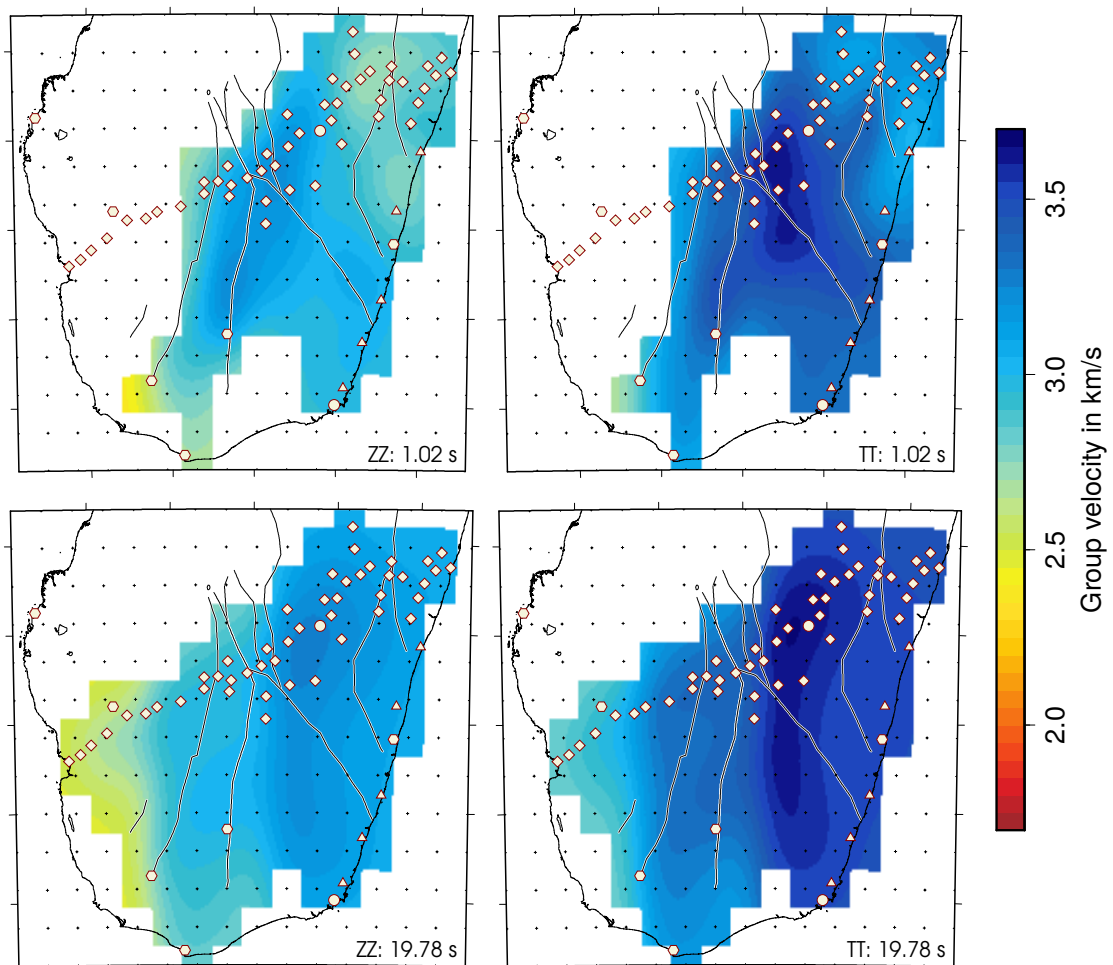 ZZ: 1.02 s
TT: 1.02 s
ZZ: 19.78 s
TT: 19.78 s
3.5
3.0
2.5
2.0
Group velocity in km/s